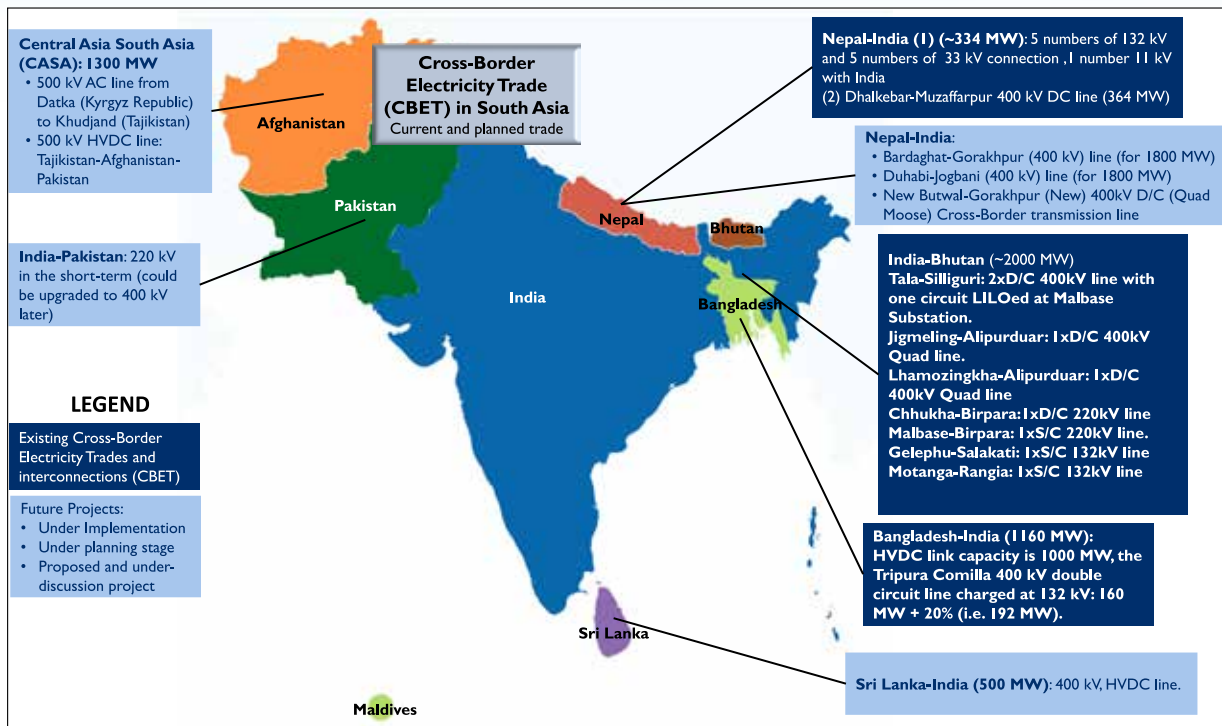 Central Asia South Asia
(CASA): 1300 MW
• 500 kV AC line from
Datka (Kyrgyz Republic)
to Khudjand (Tajikistan)
• 500 kV HVDC line:
Tajikistan-Afghanistan-
Pakistan
Cross-Border
Electricity Trade
(CBET) in South Asia
Current and planned trade
Nepal-India (1) (~334 MW): 5 numbers of 132 kV
and 5 numbers of 33 kV connection ,1 number 11 kV
with India
(2) Dhalkebar-Muzaffarpur 400 kV DC line (364 MW)
Nepal-India:
• Bardaghat-Gorakhpur (400 kV) line (for 1800 MW)
• Duhabi-Jogbani (400 kV) line (for 1800 MW)
• New Butwal-Gorakhpur (New) 400kV D/C (Quad
Moose) Cross-Border transmission line
Afghanistan
Pakistan
Nepal
Bhutan
India
Bangladesh
India-Pakistan: 220 kV
in the short-term (could
be upgraded to 400 kV
later)
India-Bhutan (~2000 MW)
Tala-Silliguri: 2xD/C 400kV line with
one circuit LILOed at Malbase
Substation.
Jigmeling-Alipurduar: 1xD/C 400kV
Quad line.
Lhamozingkha-Alipurduar: 1xD/C
400kV Quad line
Chhukha-Birpara: 1xD/C 220kV line
Malbase-Birpara: 1xS/C 220kV line.
Gelephu-Salakati: 1xS/C 132kV line
Motanga-Rangia: 1xS/C 132kV line
LEGEND
Existing Cross-Border
Electricity Trades and
interconnections (CBET)
Future Projects:
• Under Implementation
• Under planning stage
• Proposed and under-
discussion project
Bangladesh-India (1160 MW):
HVDC link capacity is 1000 MW, the
Tripura Comilla 400 kV double
circuit line charged at 132 kV: 160
MW + 20% (i.e. 192 MW).
Sri Lanka
Sri Lanka-India (500 MW): 400 kV, HVDC line.
Maldives